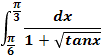 ∫_{π/6}^{π/3} dx / (1 + √tanx)